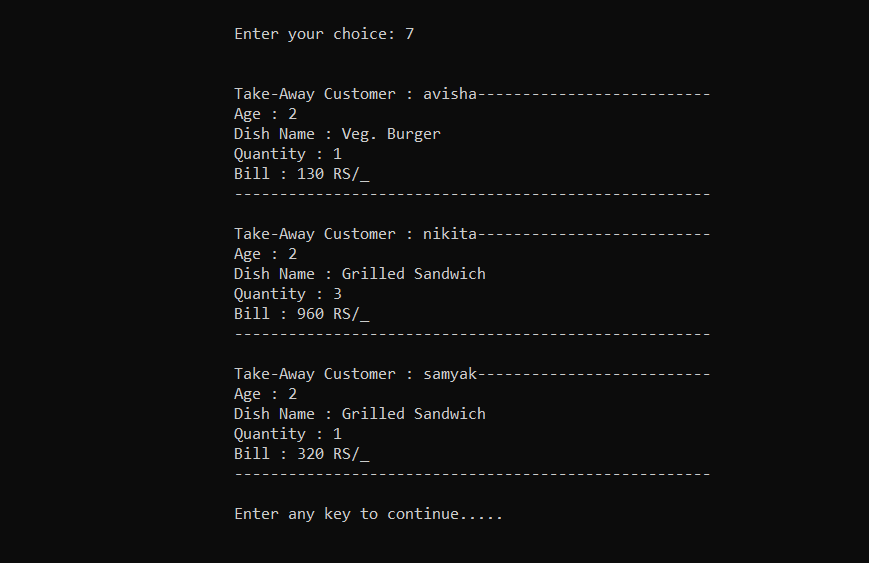 Enter your choice: 7
Take-Away Customer : avisha--------------------------
Age : 2
Dish Name : Veg. Burger
Quantity : 1
Bill : 130 RS/_
-----------------------------------------------------
Take-Away Customer : nikita--------------------------
Age : 2
Dish Name : Grilled Sandwich
Quantity : 3
Bill : 960 RS/_
-----------------------------------------------------
Take-Away Customer : samyak--------------------------
Age : 2
Dish Name : Grilled Sandwich
Quantity : 1
Bill : 320 RS/_
-----------------------------------------------------
Enter any key to continue.....